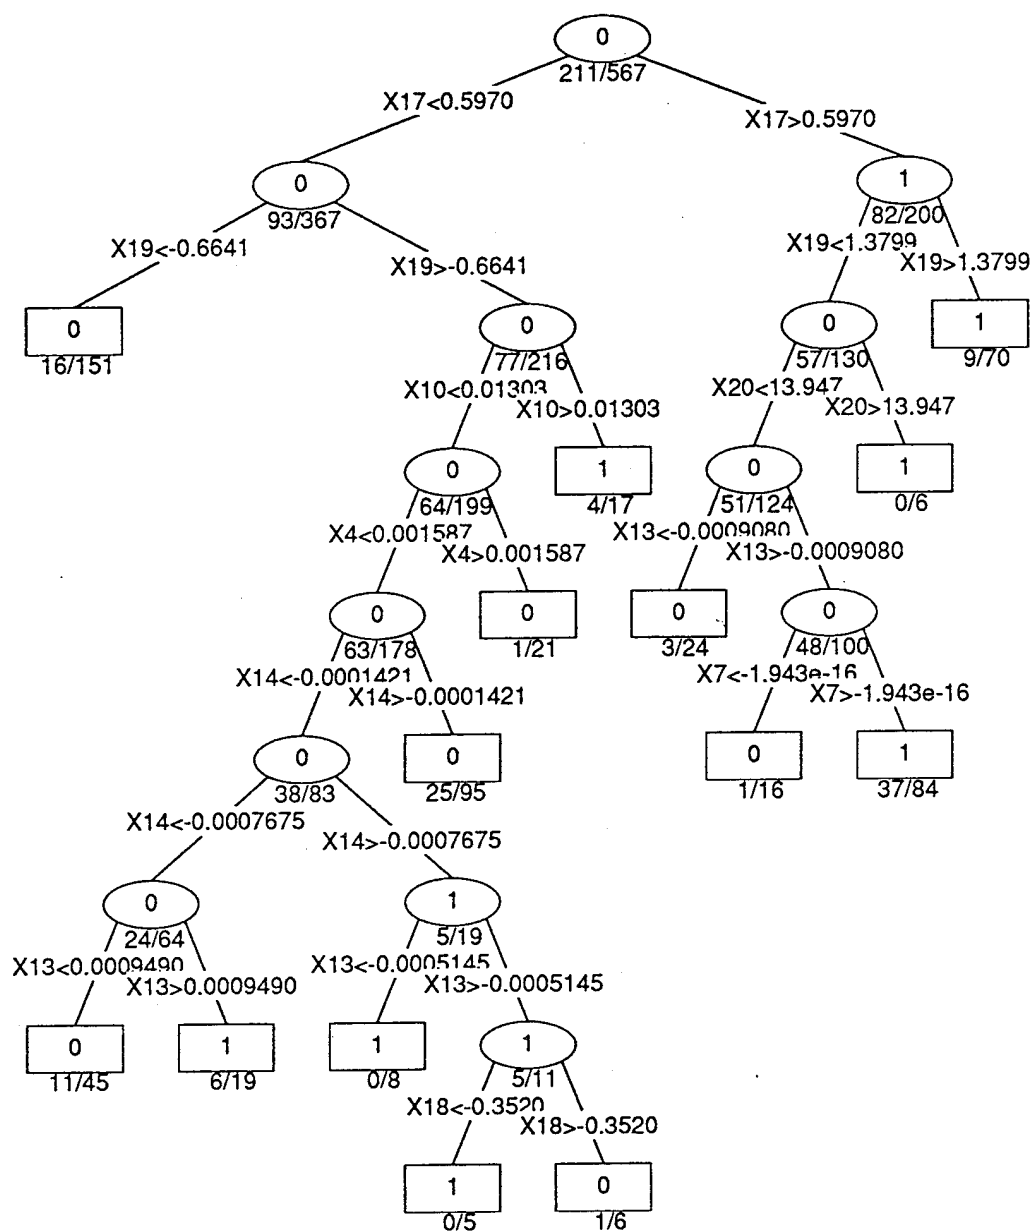 0
211/567
X17<0.5970
X17>0.5970
0
93/367
1
82/200
X19<-0.6641
X19>-0.6641
X19<1.3799
X19>1.3799
0
16/151
0
77/216
0
57/130
1
9/70
X10<0.01303
X10>0.01303
X20<13.947
X20>13.947
0
64/199
1
4/17
0
51/124
1
0/6
X4<0.001587
X4>0.001587
X13<-0.0009080
X13>-0.0009080
0
63/178
0
1/21
0
3/24
0
48/100
X14<-0.0001421
X14>-0.0001421
X7<-1.943e-16
X7>-1.943e-16
0
38/83
0
25/95
0
1/16
1
37/84
X14<-0.0007675
X14>-0.0007675
0
24/64
1
5/19
X13<0.0009490
X13>0.0009490
X13<-0.0005145
X13>-0.0005145
0
11/45
1
6/19
1
0/8
1
5/11
X18<-0.3520
X18>-0.3520
1
0/5
0
1/6